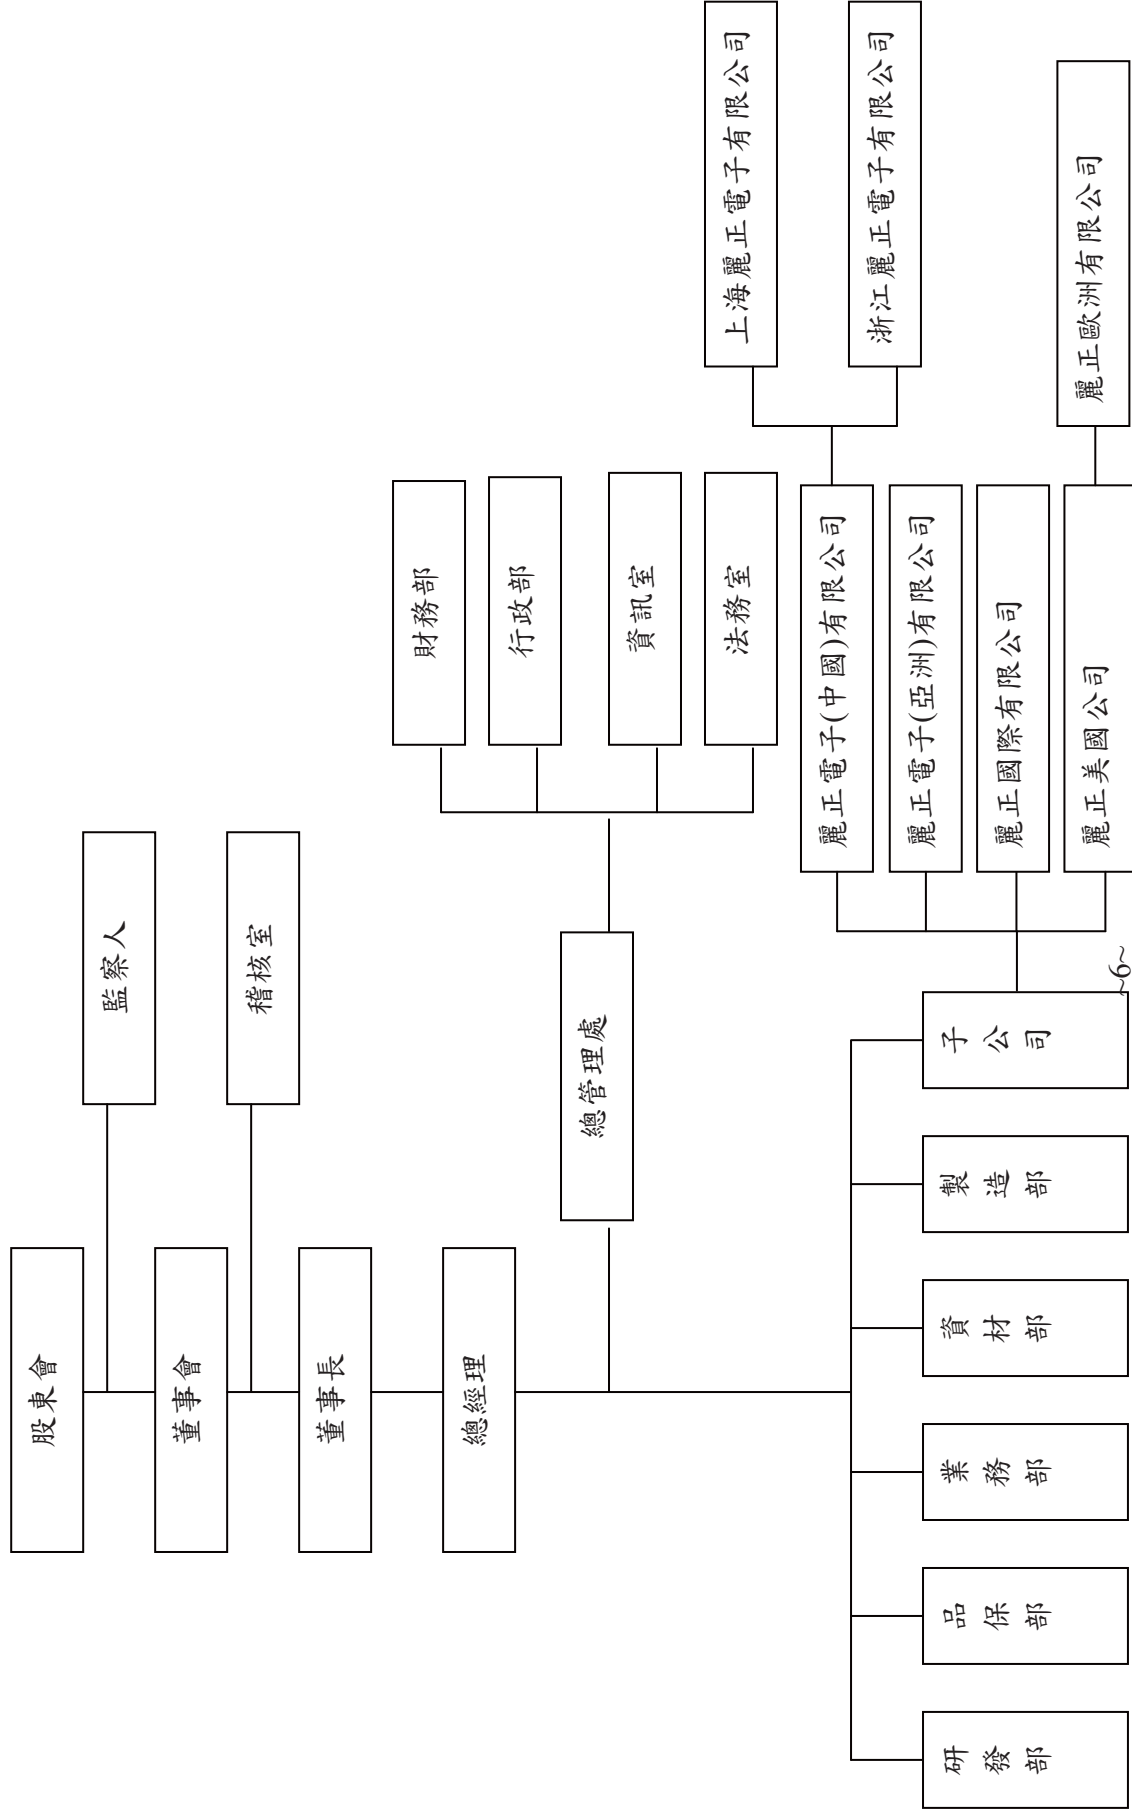 股東會
監察人
董事會
稽核室
董事長
總經理
總管理處
財務部
行政部
資訊室
法務室
研發部
品保部
業務部
資材部
製造部
子公司
麗正電子(中國)有限公司
麗正電子(亞洲)有限公司
麗正國際有限公司
麗正美國公司
上海麗正電子有限公司
浙江麗正電子有限公司
麗正歐洲有限公司
~6~